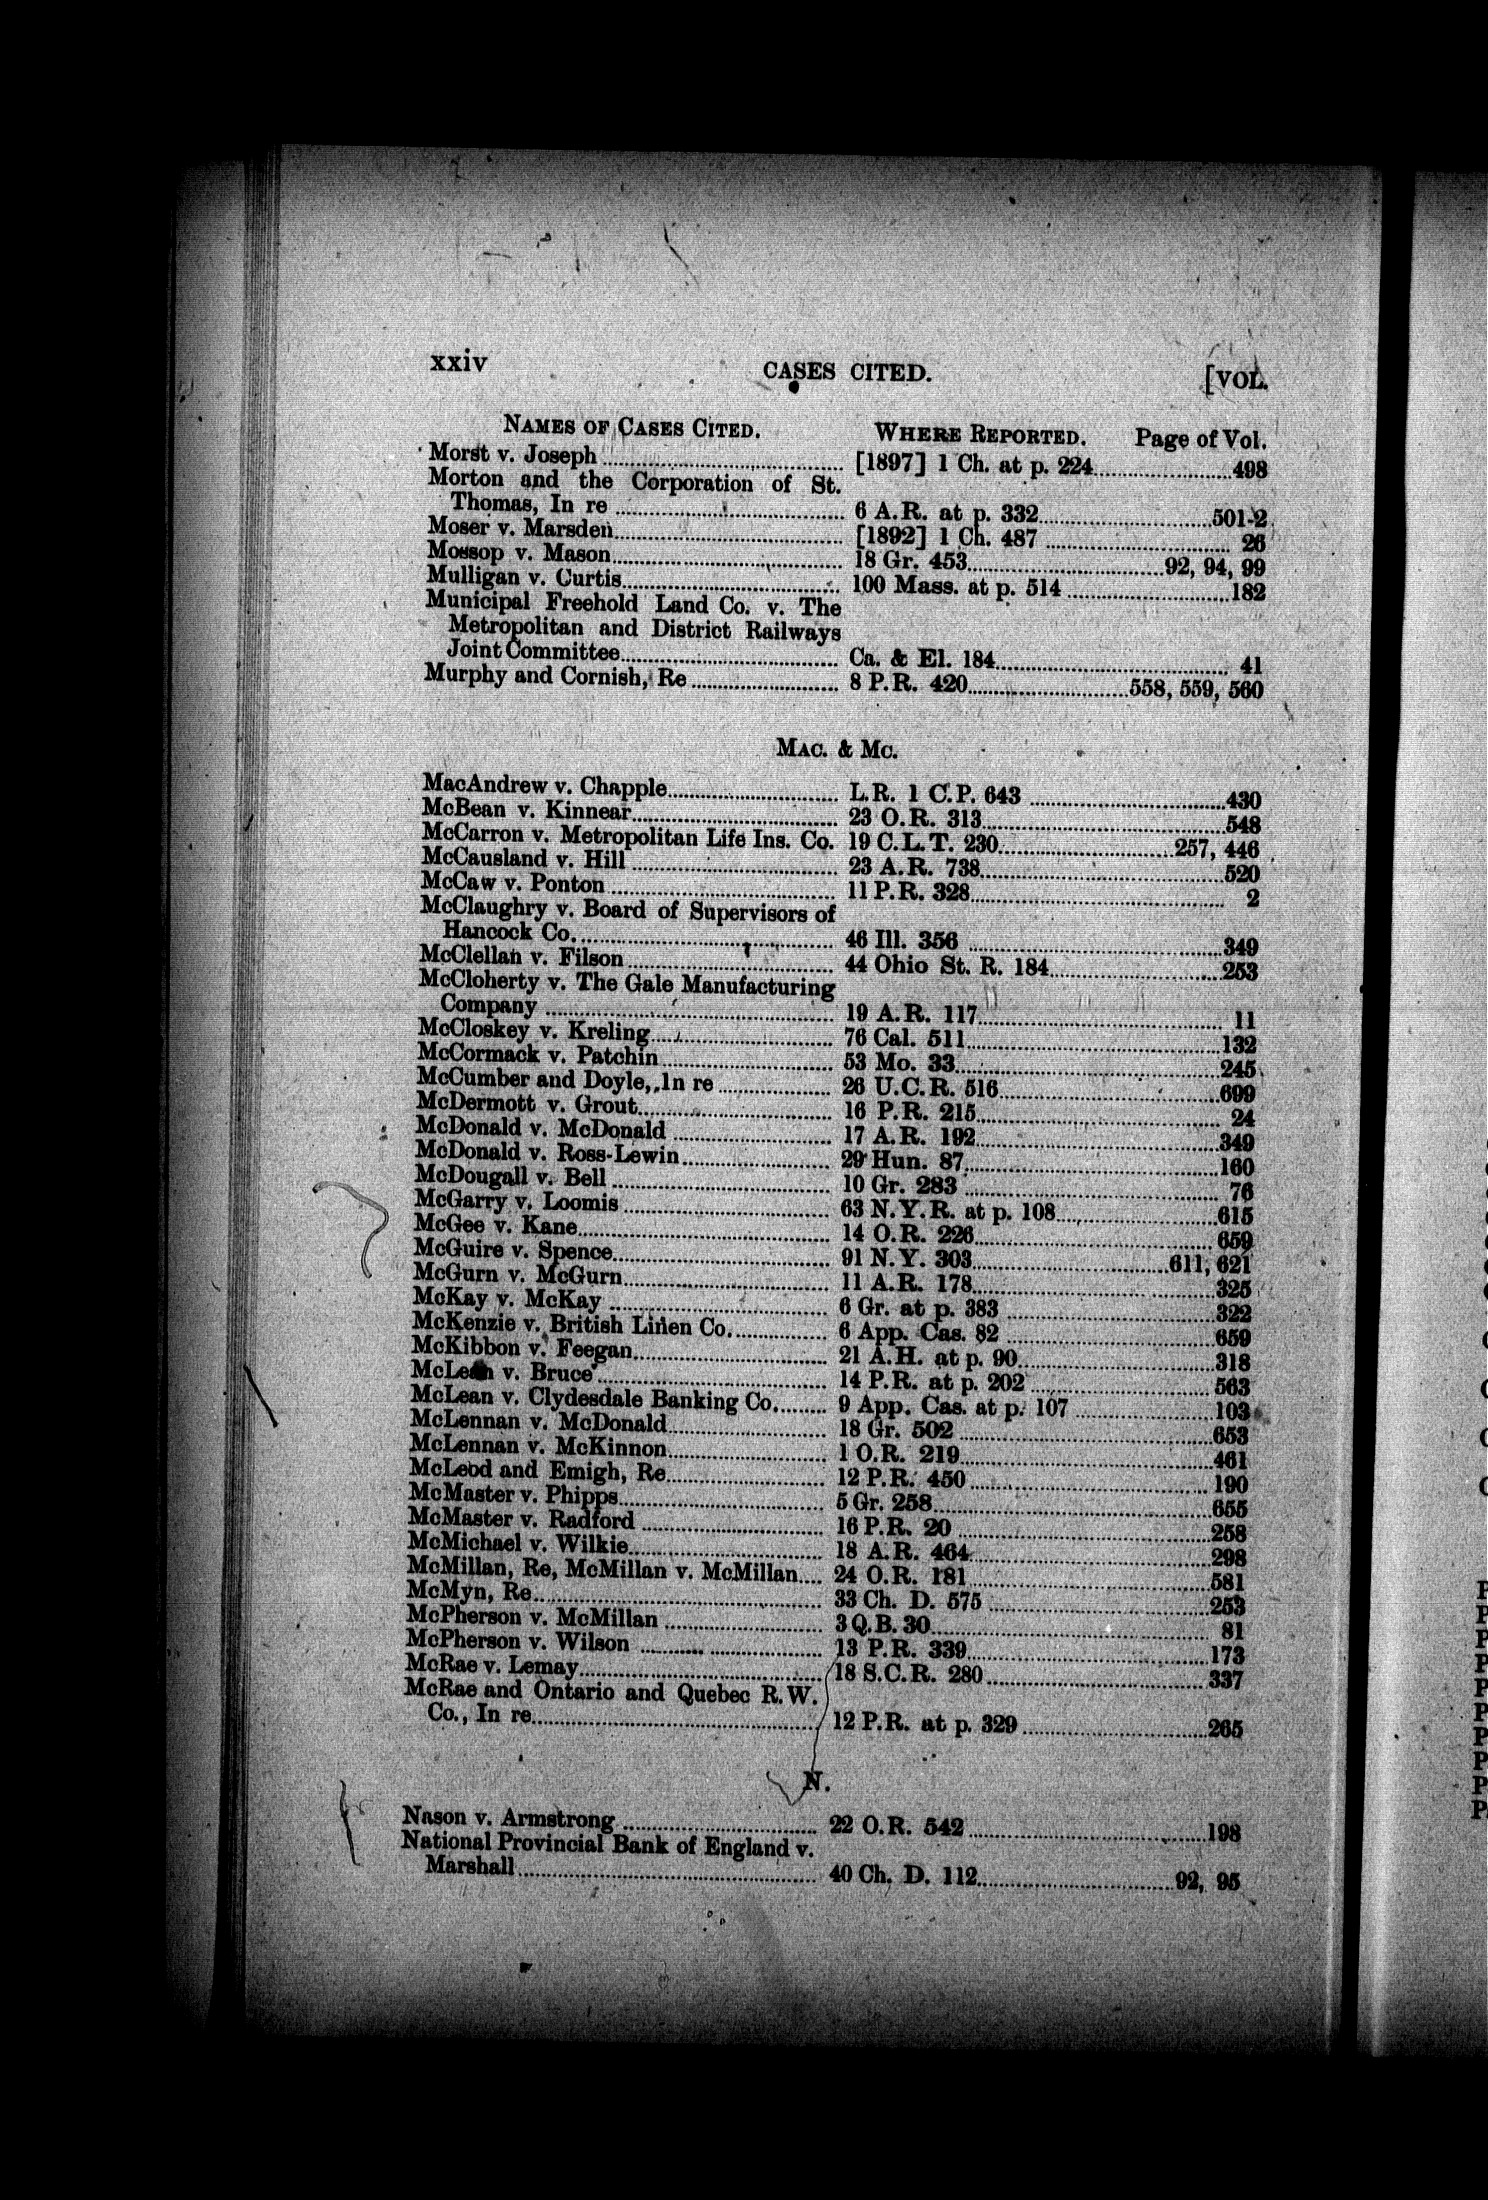 xxiv CASES CITED. [VOL.
NAMES OF CASES CITED. WHERE REPORTED. Page of Vol.
Morst v. Joseph [1897] 1 Ch. at p. 224 498
Morton and the Corporation of St.
Thomas, In re 6 A.R. at p. 332 501-2
Moser v. Marsden [1892] 1 Ch. 487 26
Mossop v. Mason 18 Gr. 453 92, 94, 99
Mulligan v. Curtis 100 Mass. at p. 514 182
Municipal Freehold Land Co. v. The
Metropolitan and District Railways
Joint Committee Ca. & El. 184 41
Murphy and Cornish, Re 8 P.R. 420 558, 559, 560
MAC. & MC.
MacAndrew v. Chapple L.R. 1 C.P. 643 430
McBean v. Kinnear 23 O.R. 313 548
McCarron v. Metropolitan Life Ins. Co. 19 C.L.T. 230 257, 446
McCausland v. Hill 23 A.R. 738 520
McCaw v. Ponton 11 P.R. 328 2
McClaughry v. Board of Supervisors of
Hancock Co. 46 Ill. 356 349
McClellan v. Filson 44 Ohio St. R. 184 253
McCloherty v. The Gale Manufacturing
Company 19 A.R. 117 11
McCloskey v. Kreling 76 Cal. 511 132
McCormack v. Patchin 53 Mo. 33 245
McCumber and Doyle, In re 26 U.C.R. 516 699
McDermott v. Grout 16 P.R. 215 24
McDonald v. McDonald 17 A.R. 192 349
McDonald v. Ross-Lewin 29 Hun. 87 160
McDougall v. Bell 10 Gr. 283 76
McGarry v. Loomis 63 N.Y.R. at p. 108 615
McGee v. Kane 14 O.R. 226 659
McGuire v. Spence 91 N.Y. 303 611, 621
McGurn v. McGurn 11 A.R. 178 325
McKay v. McKay 6 Gr. at p. 383 322
McKenzie v. British Linen Co. 6 App. Cas. 82 659
McKibbon v. Feegan 21 A.H. at p. 90 318
McLean v. Bruce 14 P.R. at p. 202 563
McLean v. Clydesdale Banking Co. 9 App. Cas. at p. 107 103
McLennan v. McDonald 18 Gr. 502 653
McLennan v. McKinnon 1 O.R. 219 461
McLeod and Emigh, Re 12 P.R. 450 190
McMaster v. Phipps 5 Gr. 258 655
McMaster v. Radford 16 P.R. 20 258
McMichael v. Wilkie 18 A.R. 464 298
McMillan, Re, McMillan v. McMillan 24 O.R. 181 581
McMyn, Re 33 Ch. D. 575 253
McPherson v. McMillan 3 Q.B. 30 81
McPherson v. Wilson 13 P.R. 339 173
McRae v. Lemay 18 S.C.R. 280 337
McRae and Ontario and Quebec R.W.
Co., In re 12 P.R. at p. 329 265
N.
Nason v. Armstrong 22 O.R. 542 198
National Provincial Bank of England v.
Marshall 40 Ch. D. 112 92, 95